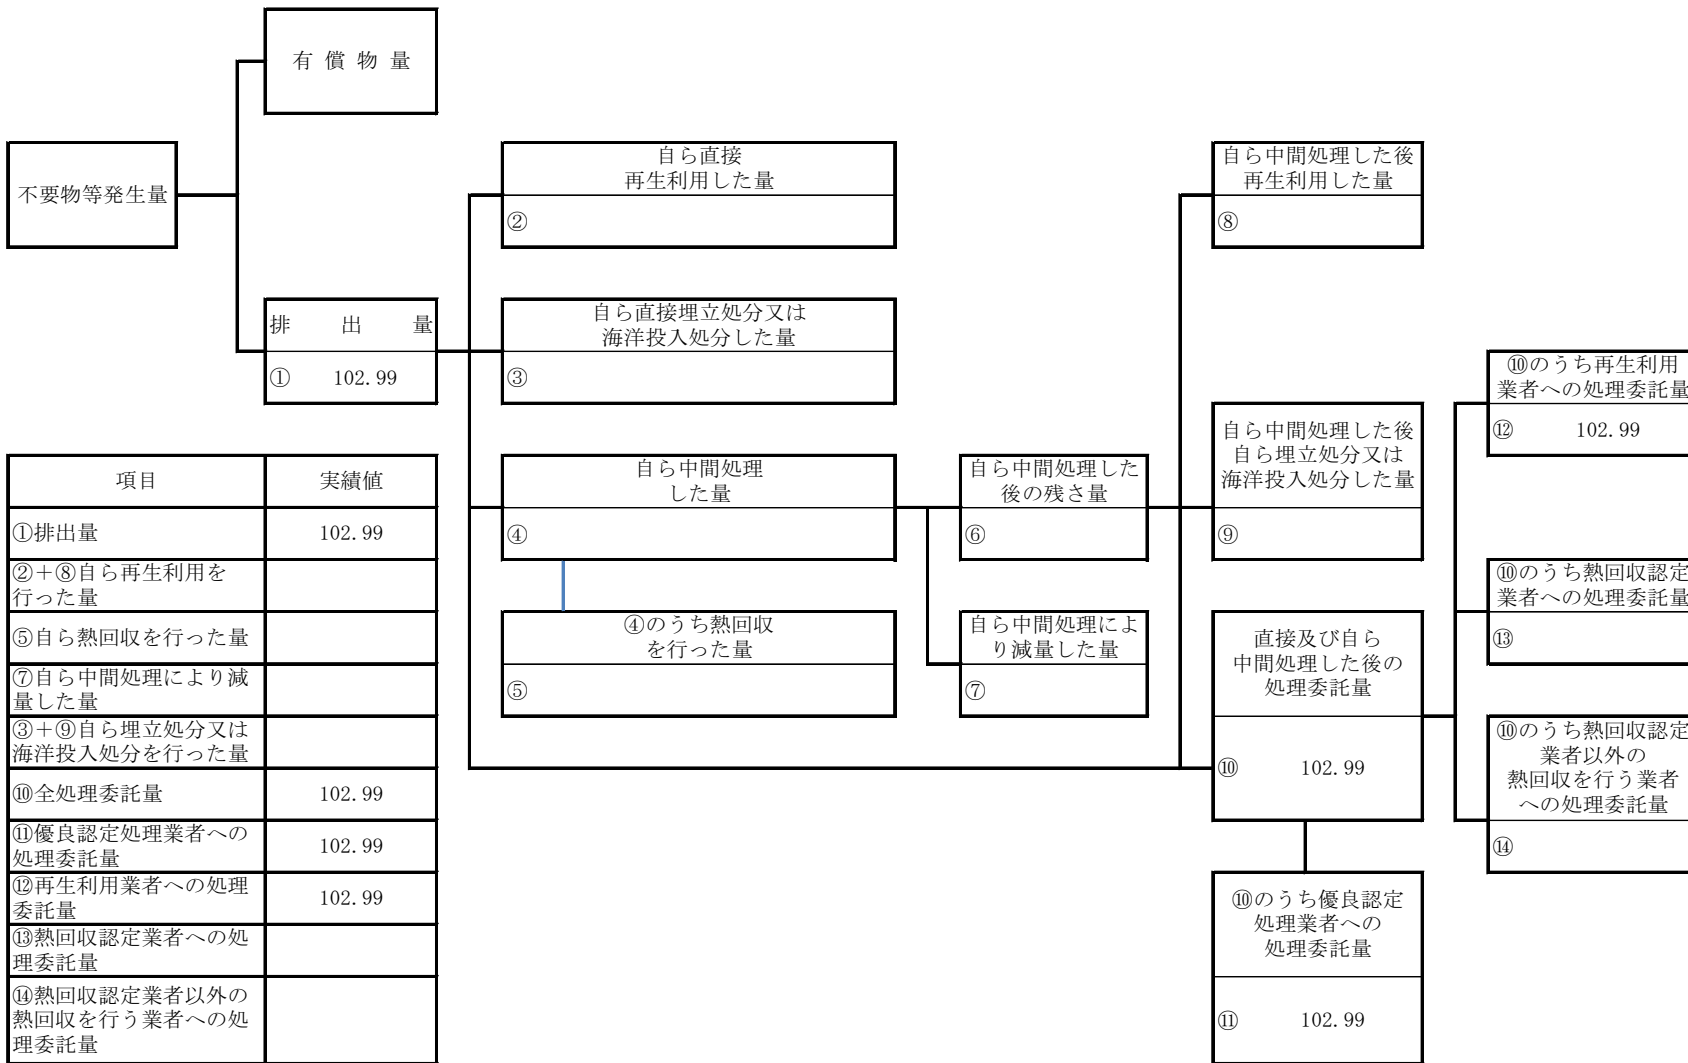 有 償 物 量
不要物等発生量
自ら直接
再生利用した量
②
自ら中間処理した後
再生利用した量
⑧
排 出 量
① 102.99
自ら直接埋立処分又は
海洋投入処分した量
③
⑩のうち再生利用
業者への処理委託量
⑫ 102.99
自ら中間処理
した量
④
自ら中間処理した
後の残さ量
⑥
自ら中間処理した後
自ら埋立処分又は
海洋投入処分した量
⑨
④のうち熱回収
を行った量
⑤
自ら中間処理によ
り減量した量
⑦
直接及び自ら
中間処理した後の
処理委託量
⑩ 102.99
⑩のうち熱回収認定
業者への処理委託量
⑬
⑩のうち熱回収認定
業者以外の
熱回収を行う業者
への処理委託量
⑭
⑩のうち優良認定
処理業者への
処理委託量
⑪ 102.99
項目 実績値
①排出量 102.99
②＋⑧自ら再生利用を
行った量
⑤自ら熱回収を行った量
⑦自ら中間処理により減
量した量
③＋⑨自ら埋立処分又は
海洋投入処分を行った量
⑩全処理委託量 102.99
⑪優良認定処理業者への
処理委託量 102.99
⑫再生利用業者への処理
委託量 102.99
⑬熱回収認定業者への処
理委託量
⑭熱回収認定業者以外の
熱回収を行う業者への処
理委託量